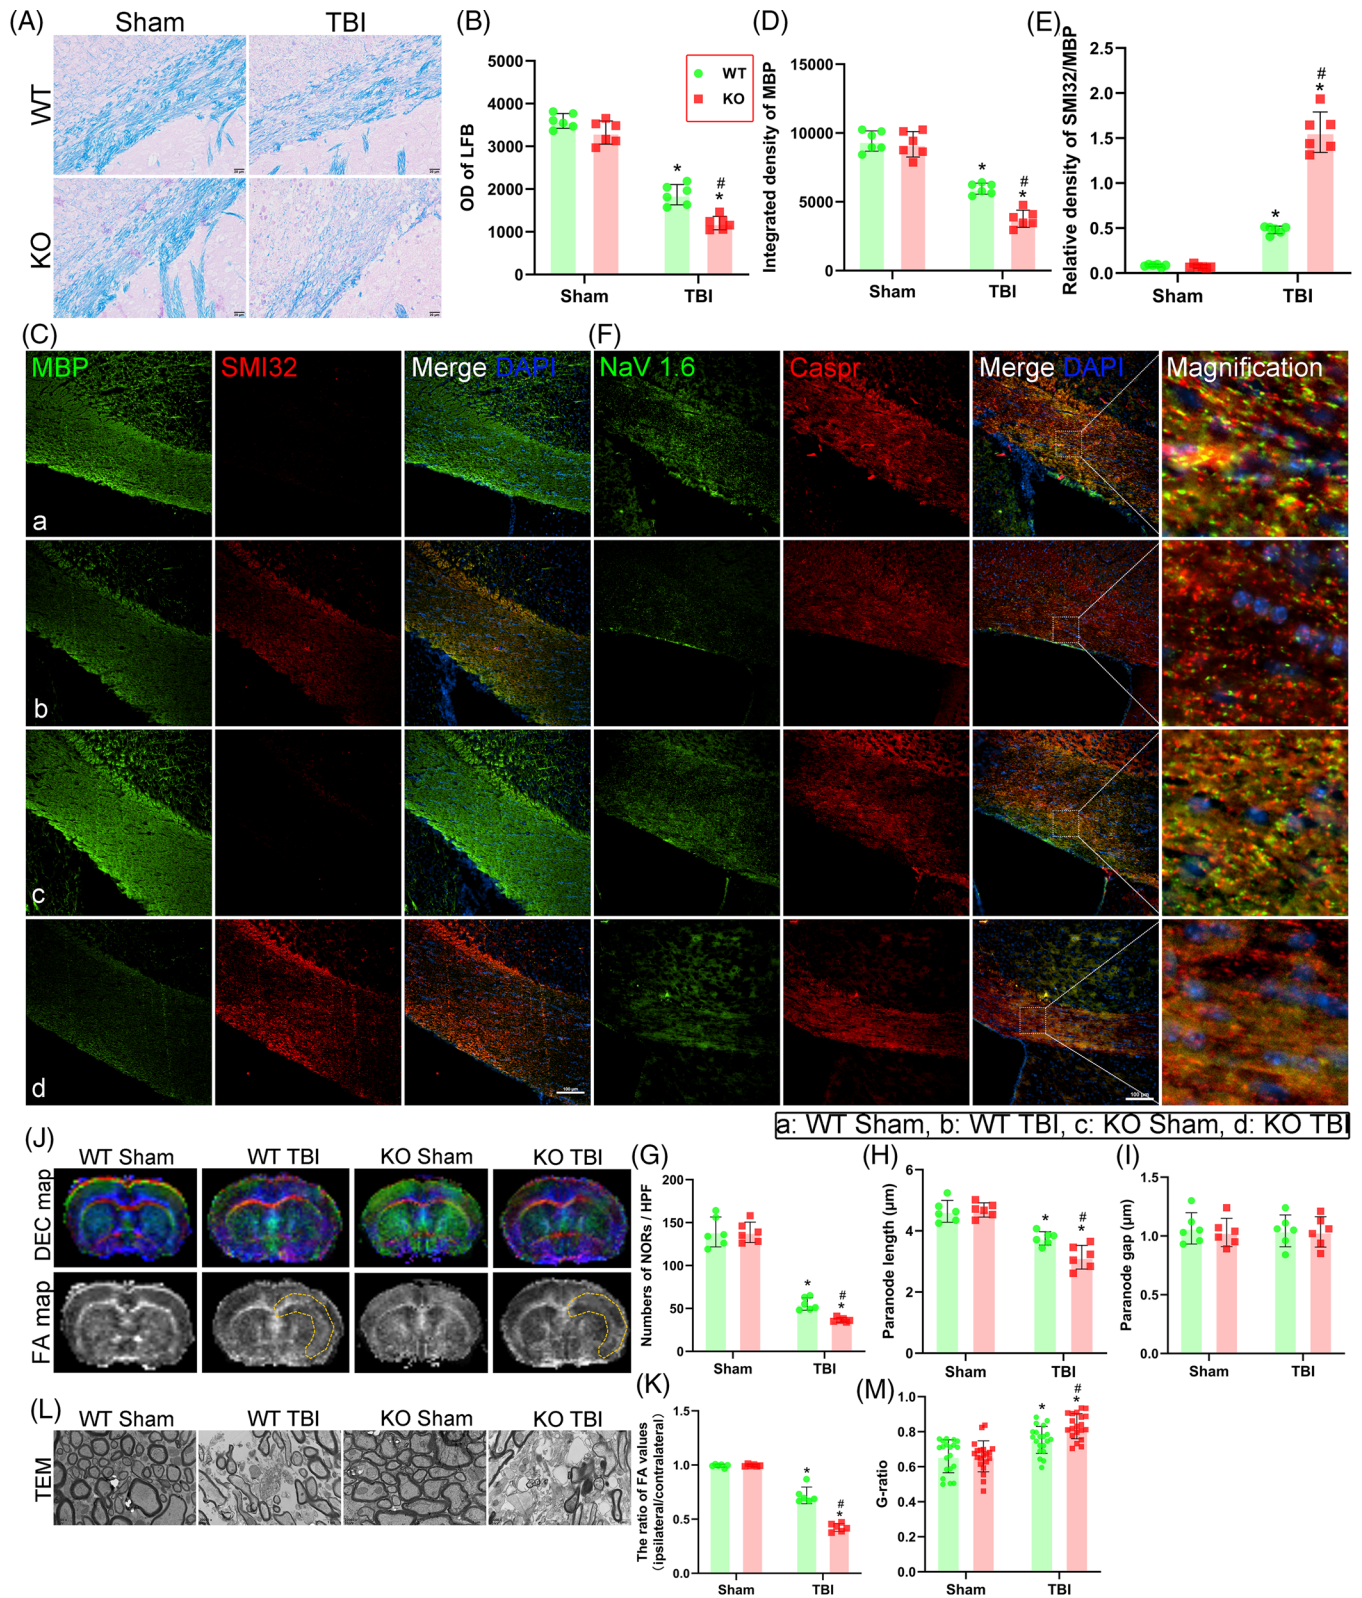 (A)
Sham
TBI
WT
KO
(B)
OD of LFB
5000
4000
3000
2000
1000
0
Sham
TBI
WT
KO
*
#
*
(D)
Integrated density of MBP
15000
10000
5000
0
Sham
TBI
*
#
*
(E)
Relative density of SMI32/MBP
2.5
2.0
1.5
1.0
0.5
0.0
Sham
TBI
*
#
*
(C)
MBP
SMI32
Merge DAPI
a
b
c
d
100 μm
(F)
NaV 1.6
Caspr
Merge DAPI
Magnification
100 μm
a: WT Sham, b: WT TBI, c: KO Sham, d: KO TBI
(J)
WT Sham
WT TBI
KO Sham
KO TBI
DEC map
FA map
(G)
Numbers of NORs / HPF
200
150
100
50
0
Sham
TBI
*
#
*
(H)
Paranode length (μm)
6
4
2
0
Sham
TBI
*
#
*
(I)
Paranode gap (μm)
1.5
1.0
0.5
0.0
Sham
TBI
(L)
WT Sham
WT TBI
KO Sham
KO TBI
TEM
(K)
The ratio of FA values
(ipsilateral/contralateral)
1.5
1.0
0.5
0.0
Sham
TBI
*
#
*
(M)
G-ratio
1.0
0.8
0.6
0.4
0.2
0.0
Sham
TBI
*
#
*